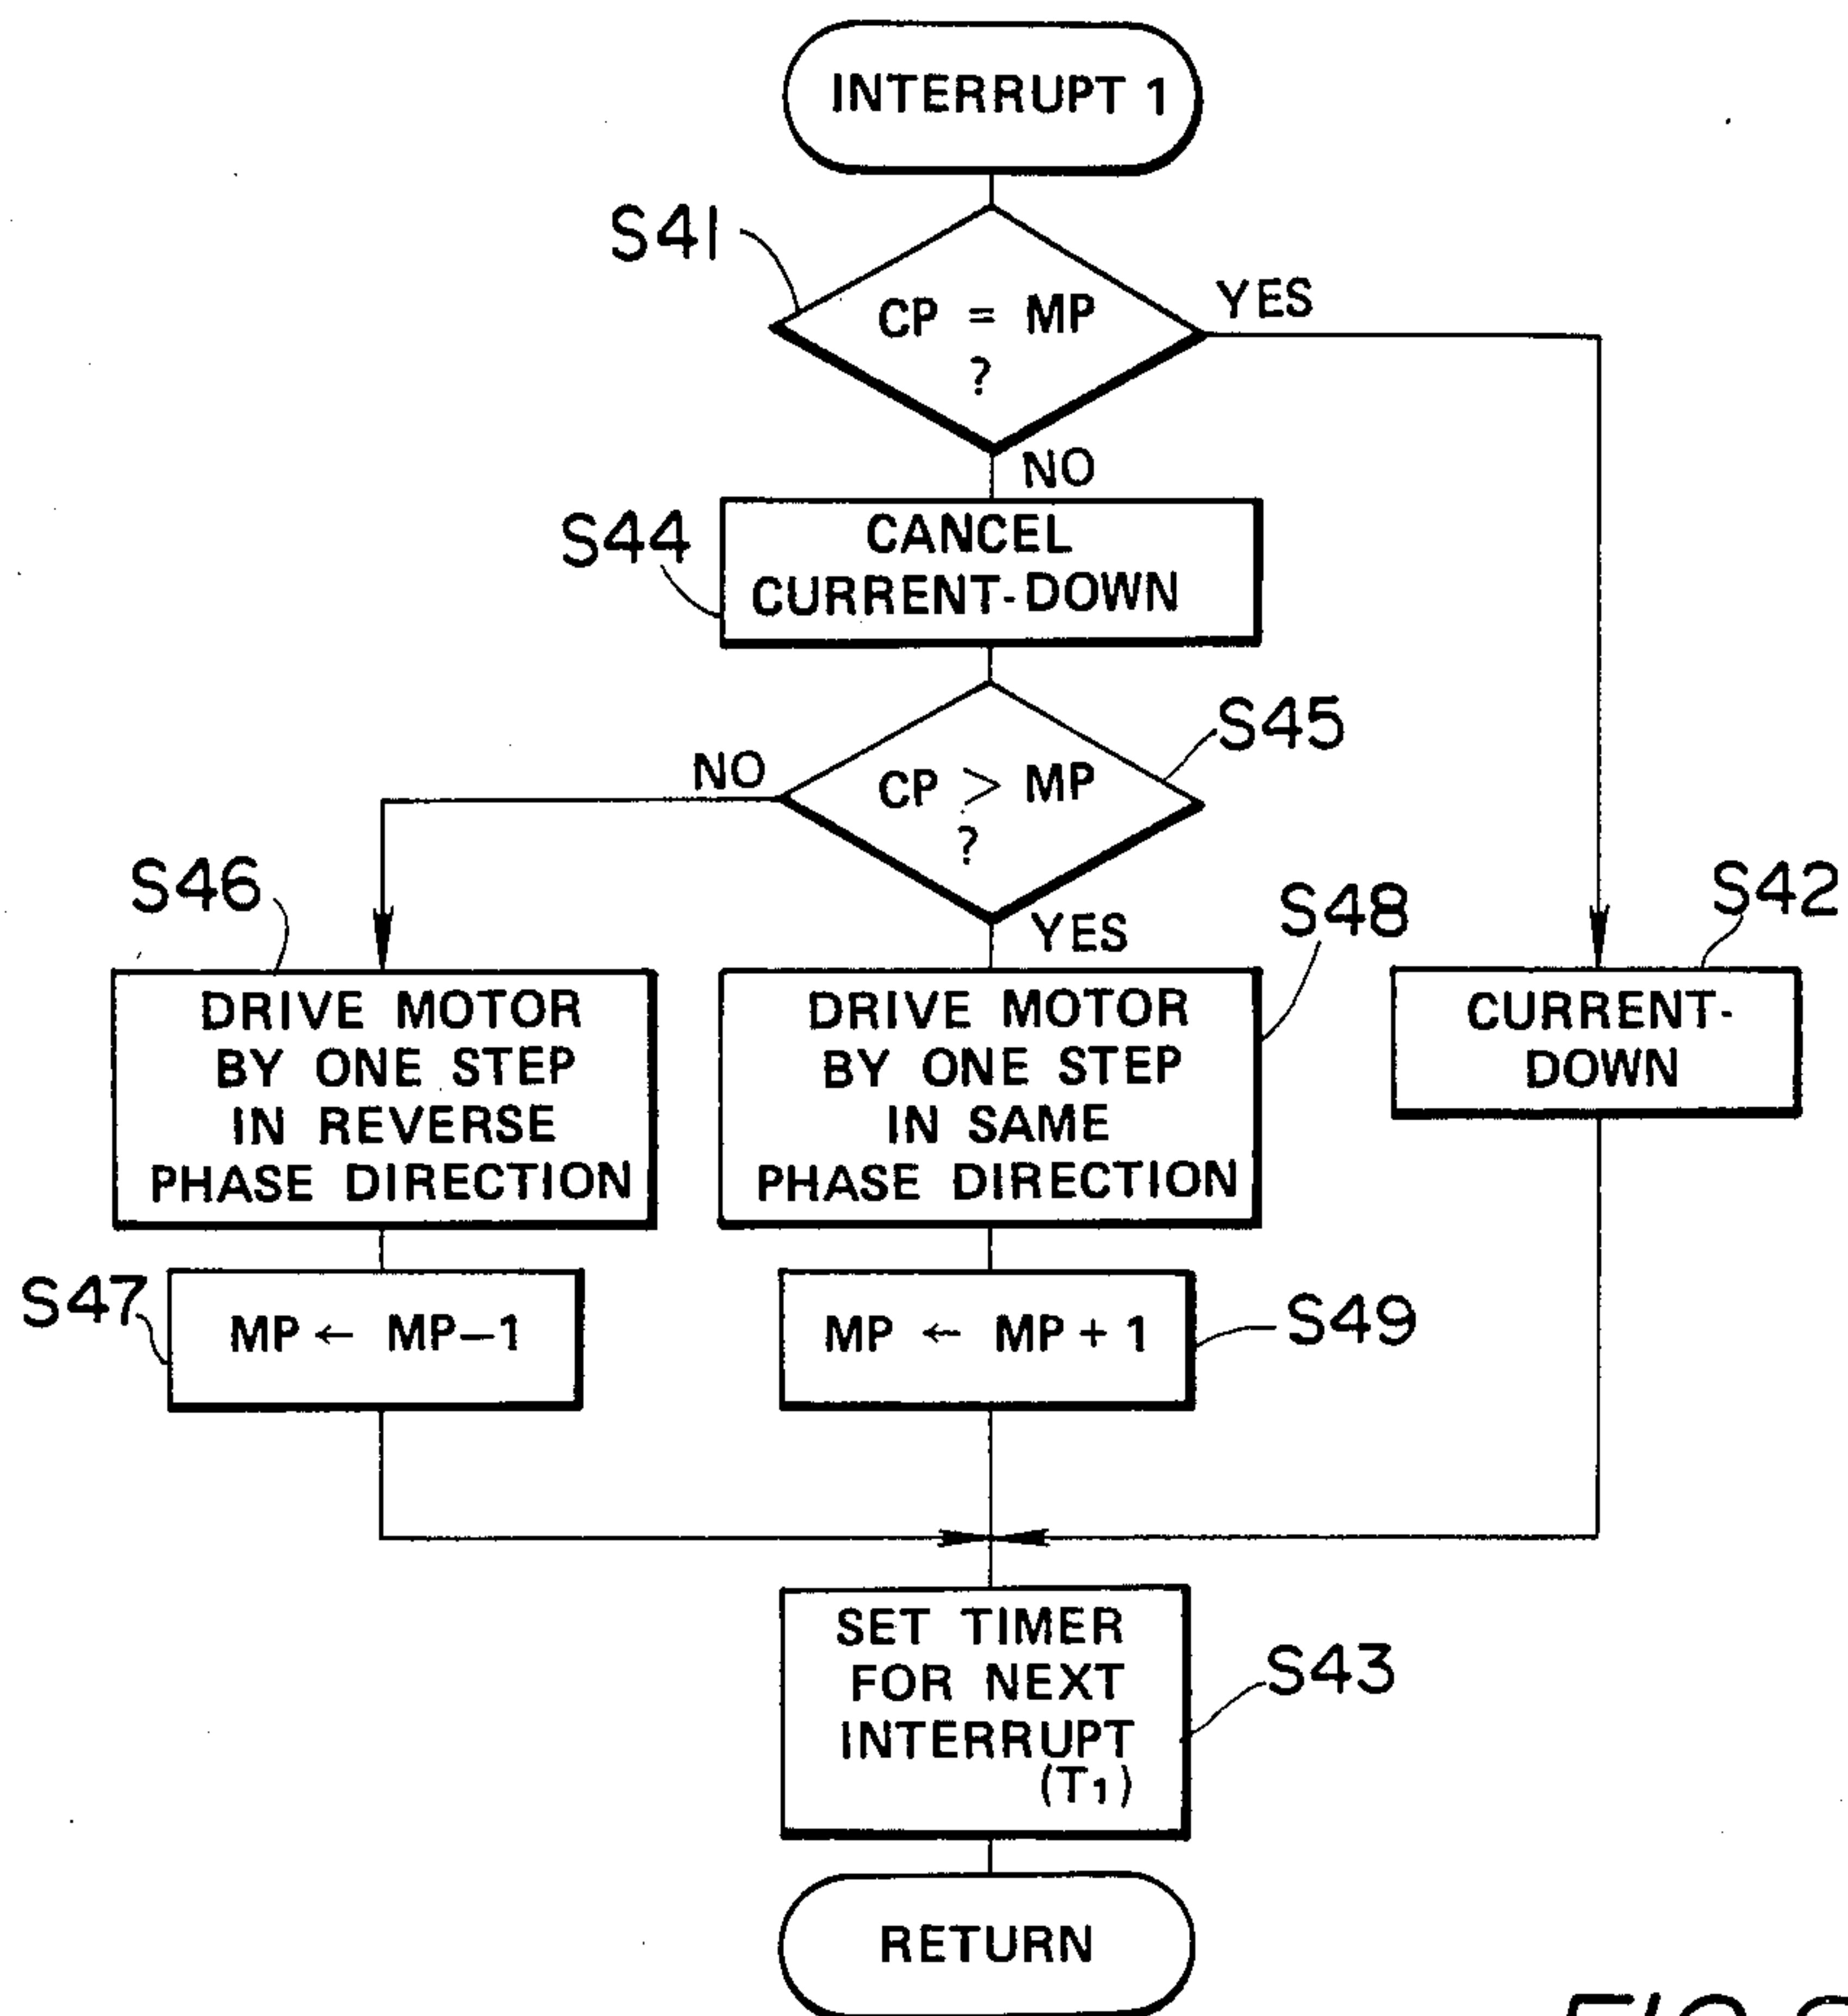 INTERRUPT 1
S41
CP = MP
?
YES
NO
S44
CANCEL
CURRENT-DOWN
S45
CP > MP
?
NO
YES
S46
DRIVE MOTOR
BY ONE STEP
IN REVERSE
PHASE DIRECTION
S48
DRIVE MOTOR
BY ONE STEP
IN SAME
PHASE DIRECTION
S42
CURRENT-
DOWN
S47
MP ← MP–1
MP ← MP + 1
S49
SET TIMER
FOR NEXT
INTERRUPT
(T1)
S43
RETURN